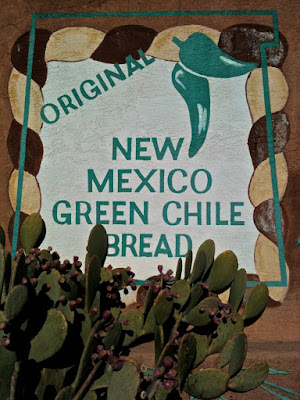 ORIGINAL
NEW
MEXICO
GREEN CHILE
BREAD